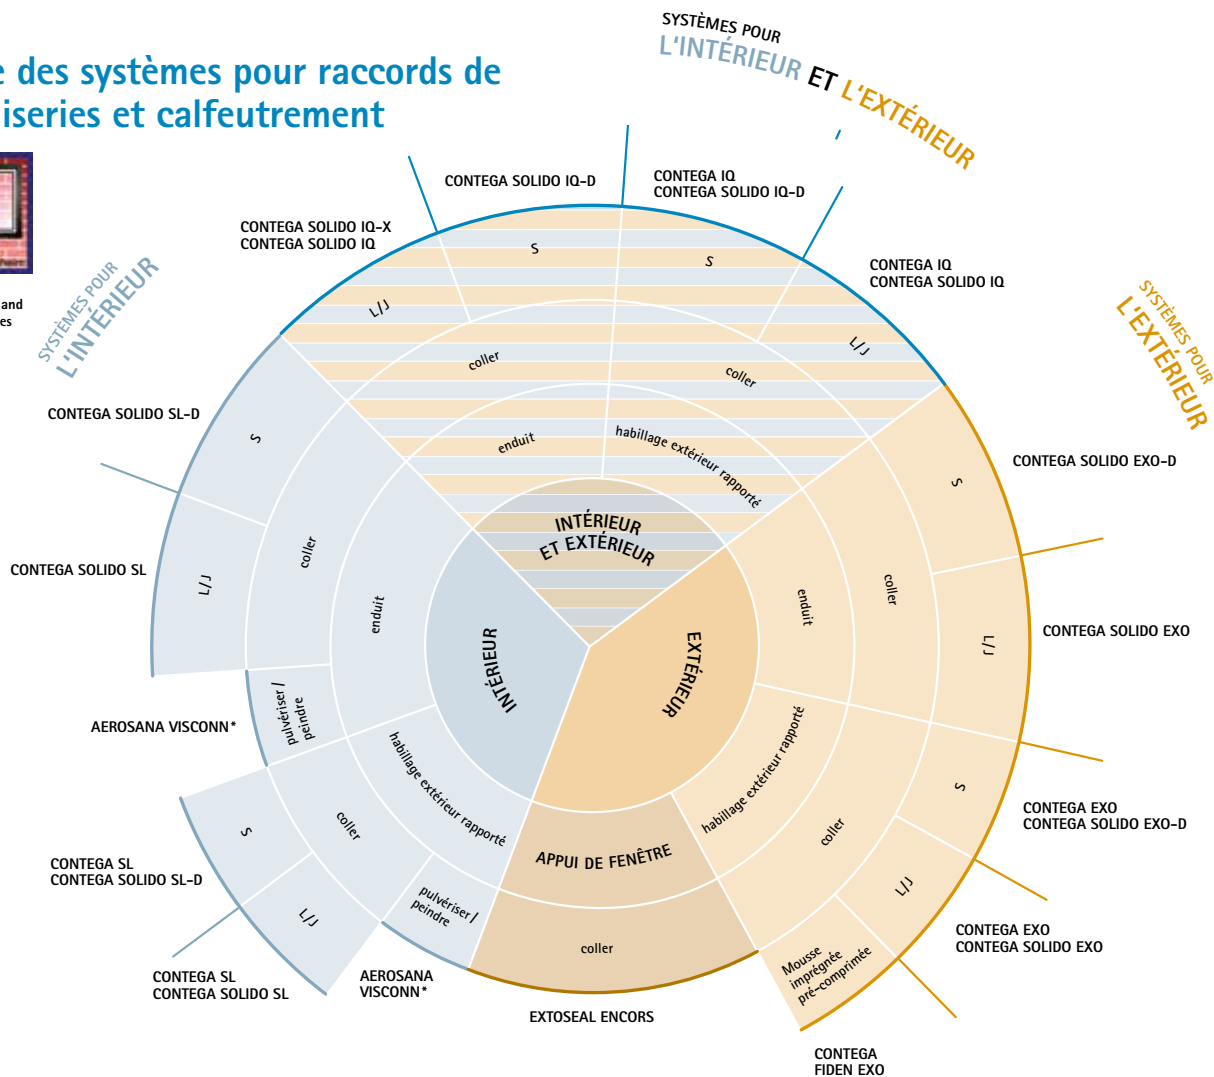 SYSTÈMES POUR
L'INTÉRIEUR ET L'EXTÉRIEUR
e des systèmes pour raccords de
iseries et calfeutrement
and
es
SYSTÈMES POUR
L'INTÉRIEUR
SYSTÈMES POUR
L'EXTÉRIEUR
CONTEGA SOLIDO IQ-X
CONTEGA SOLIDO IQ
CONTEGA SOLIDO IQ-D
CONTEGA IQ
CONTEGA SOLIDO IQ-D
CONTEGA IQ
CONTEGA SOLIDO IQ
L/J
S
S
L/J
coller
coller
enduit
habillage extérieur rapporté
INTÉRIEUR
ET EXTÉRIEUR
CONTEGA SOLIDO SL-D
S
CONTEGA SOLIDO SL
L/J
coller
enduit
INTÉRIEUR
AEROSANA VISCONN*
pulvériser /
peindre
habillage extérieur rapporté
coller
S
CONTEGA SL
CONTEGA SOLIDO SL-D
L/J
CONTEGA SL
CONTEGA SOLIDO SL
pulvériser /
peindre
AEROSANA
VISCONN*
APPUI DE FENÊTRE
coller
EXTOSEAL ENCORS
EXTÉRIEUR
enduit
coller
S
CONTEGA SOLIDO EXO-D
L/J
CONTEGA SOLIDO EXO
habillage extérieur rapporté
coller
S
CONTEGA EXO
CONTEGA SOLIDO EXO-D
L/J
CONTEGA EXO
CONTEGA SOLIDO EXO
Mousse
imprégnée
pré-comprimée
CONTEGA
FIDEN EXO